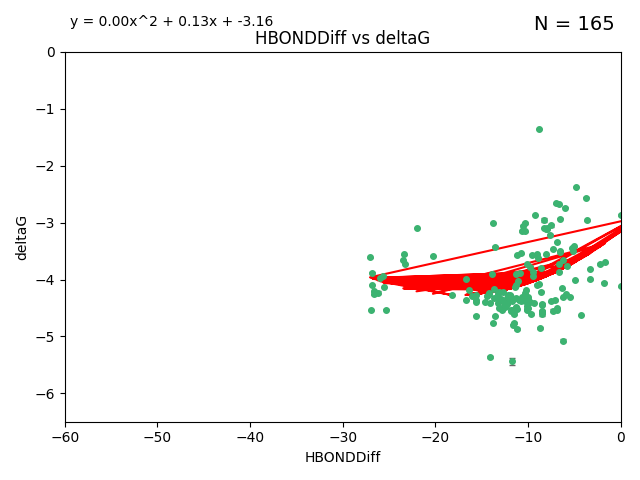 y = 0.00x^2 + 0.13x + -3.16
N = 165
HBONDDiff vs deltaG
0
−1
−2
−3
−4
−5
−6
deltaG
−60 −50 −40 −30 −20 −10 0
HBONDDiff